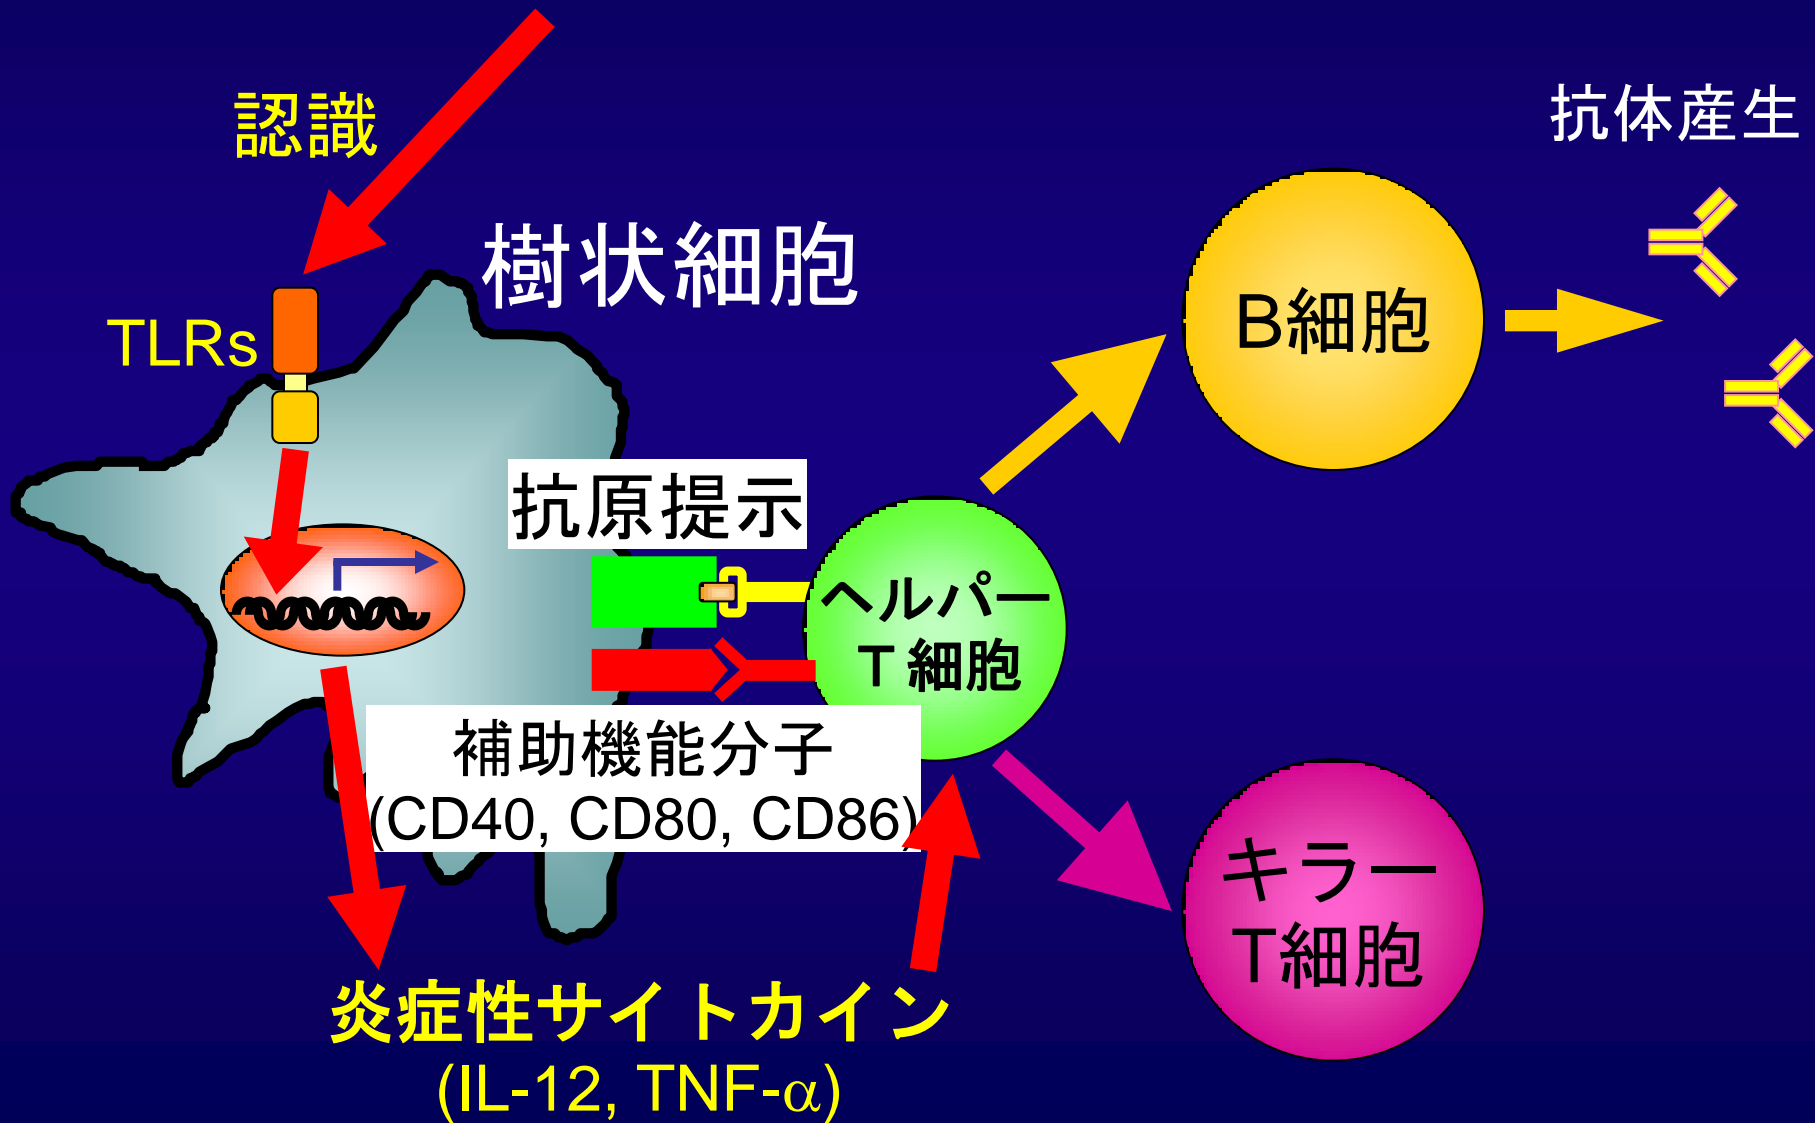 認識
抗体産生
樹状細胞
TLRs
B細胞
抗原提示
ヘルパー
T 細胞
補助機能分子
(CD40, CD80, CD86)
キラー
T細胞
炎症性サイトカイン
(IL-12, TNF-α)